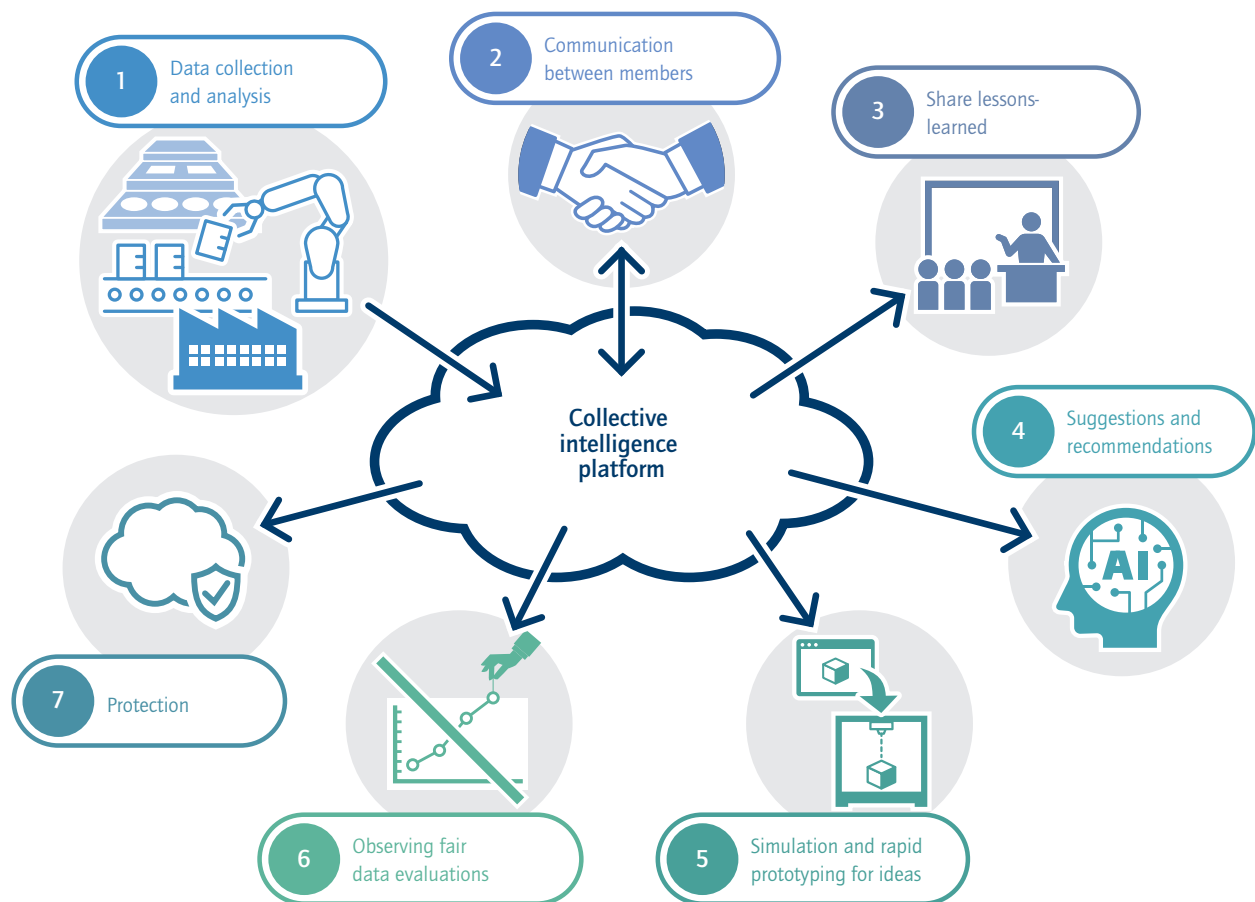 1
Data collection
and analysis
2
Communication
between members
3
Share lessons-
learned
Collective
intelligence
platform
4
Suggestions and
recommendations
AI
7
Protection
6
Observing fair
data evaluations
5
Simulation and rapid
prototyping for ideas